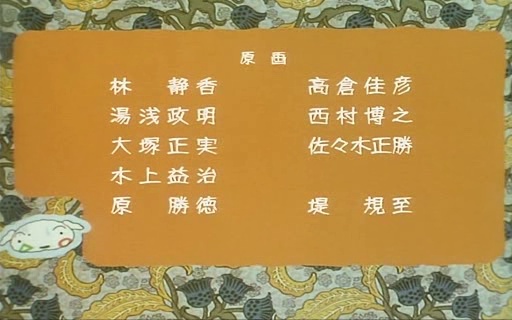 原画
林　静香　　高倉佳彦
湯浅政明　　西村博之
大塚正実　　佐々木正勝
木上益治
原　勝徳　　堤　規至